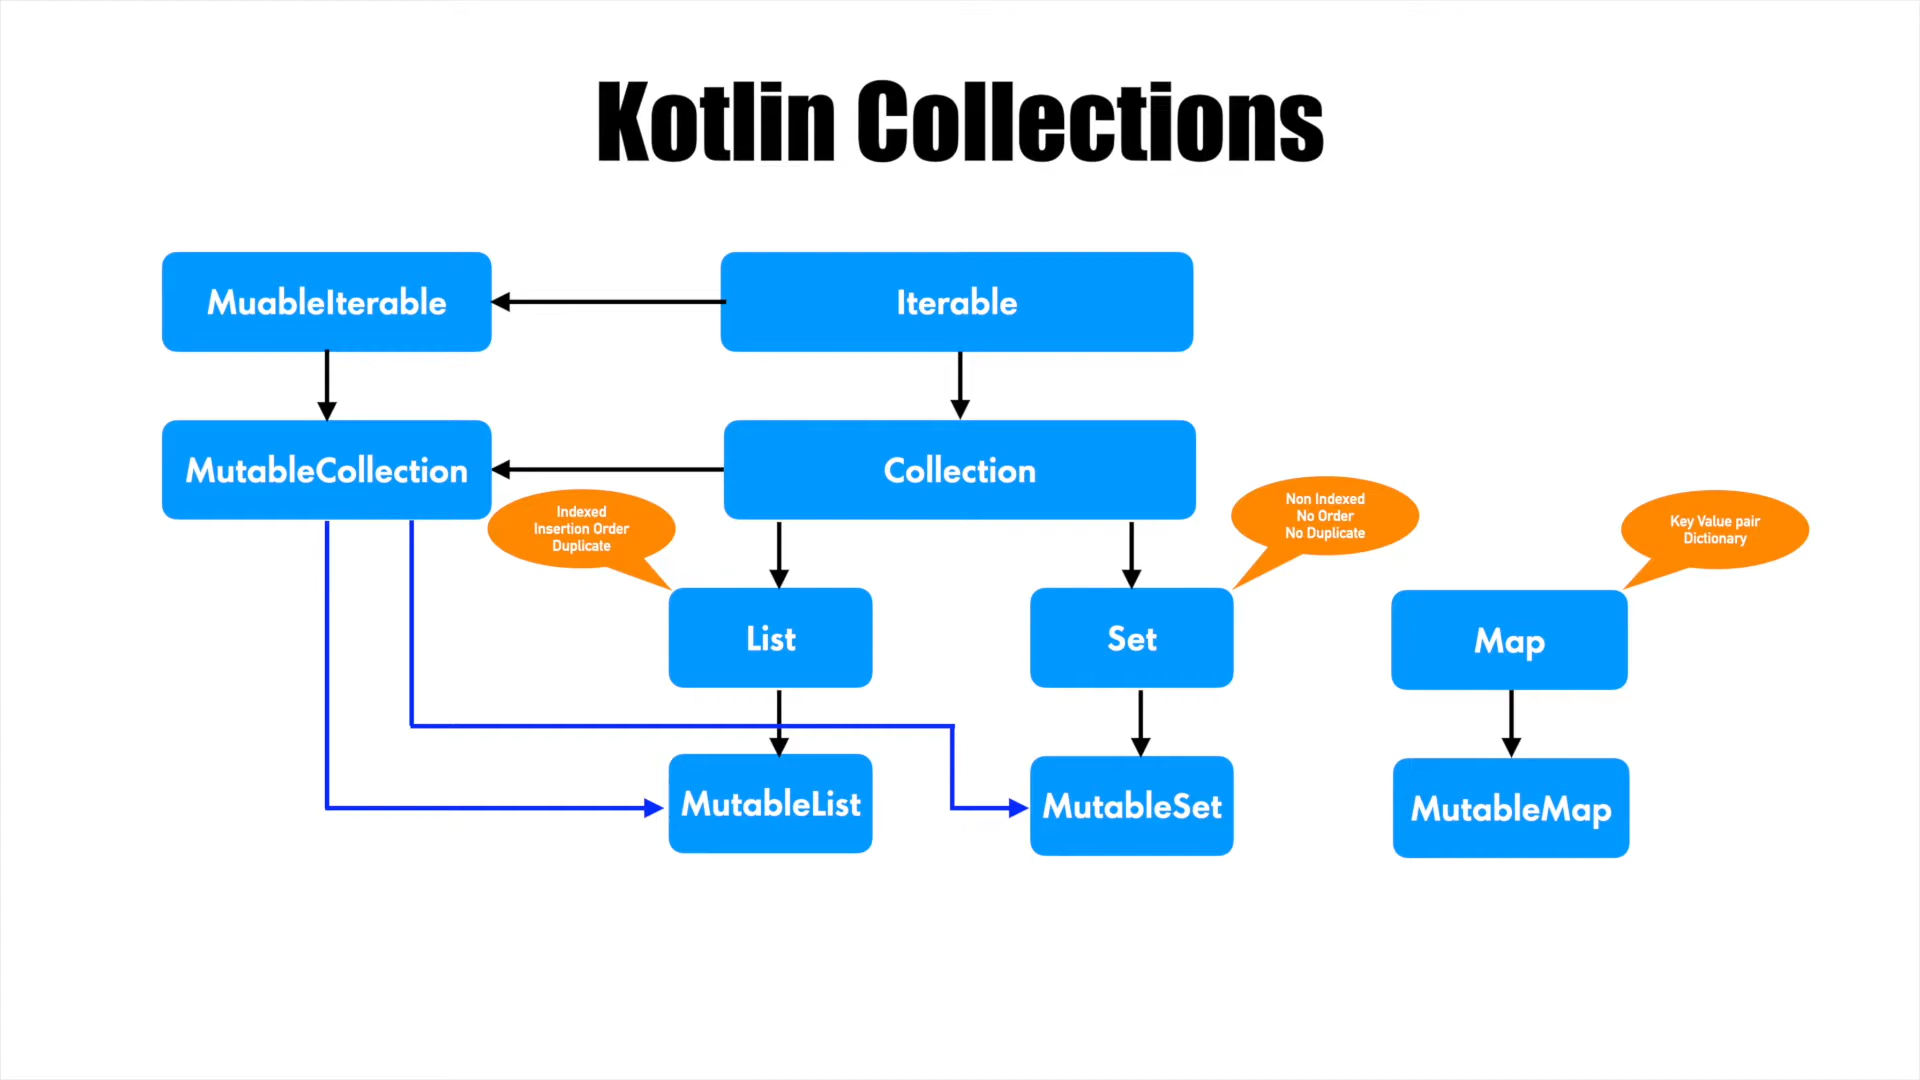 Kotlin Collections
MuableIterable
Iterable
MutableCollection
Collection
Indexed
Insertion Order
Duplicate
Non Indexed
No Order
No Duplicate
Key Value pair
Dictionary
List
Set
Map
MutableList
MutableSet
MutableMap